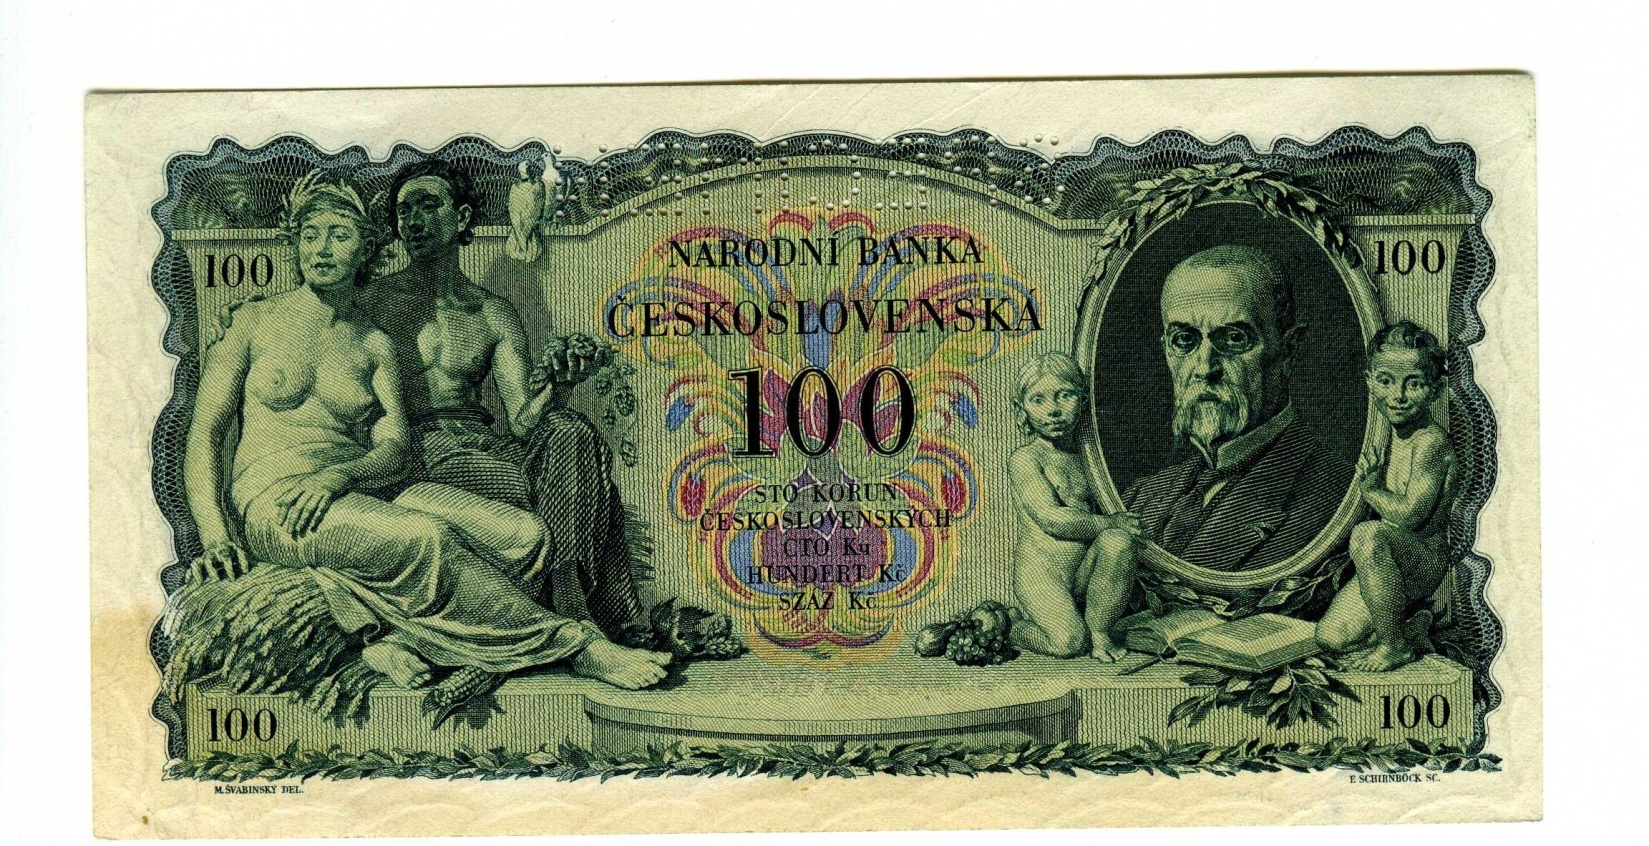 100
NÁRODNÍ BANKA
100
ČESKOSLOVENSKÁ
100
STO KORUN
ČESKOSLOVENSKÝCH
СТО Кч
HUNDERT Kč
SZÁZ Kč
100
100
M. ŠVABINSKÝ DEL.
F. SCHIRNBÖCK SC.